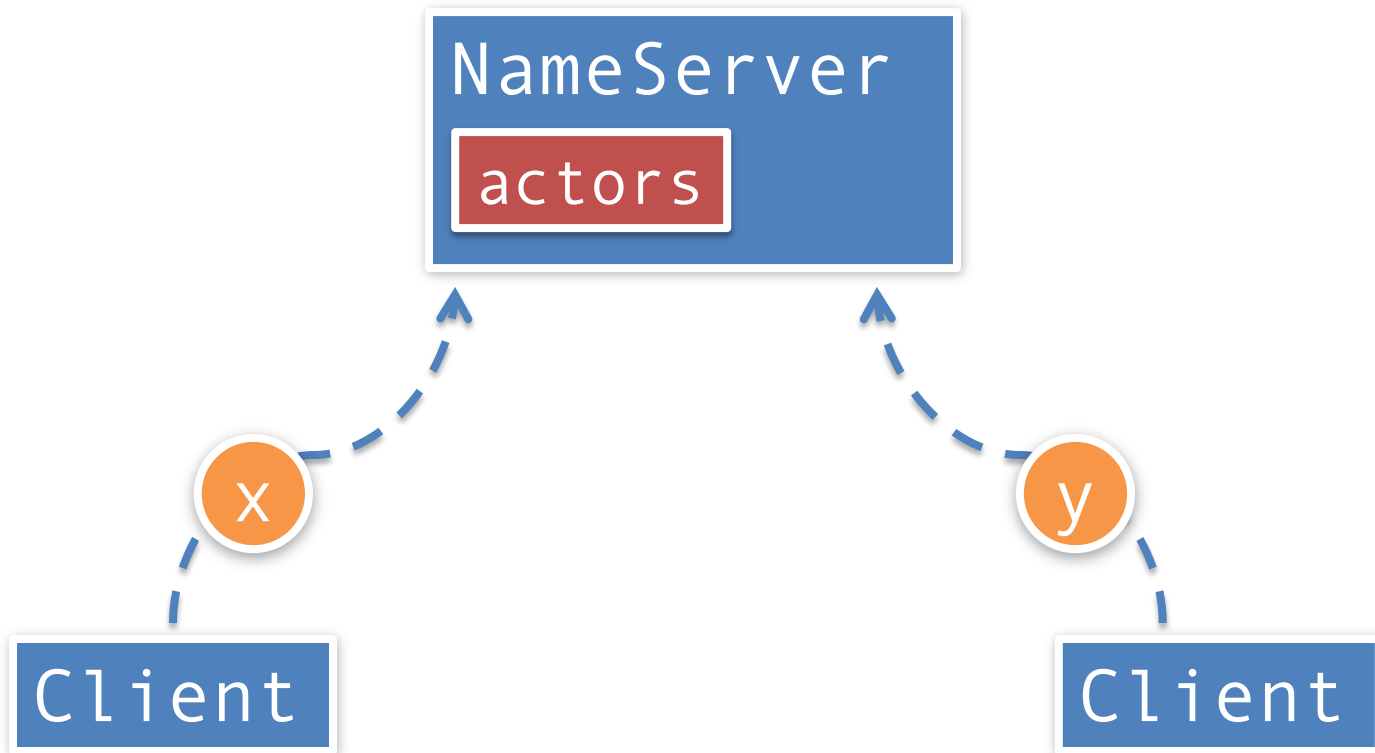 NameServer
actors
x
y
Client
Client